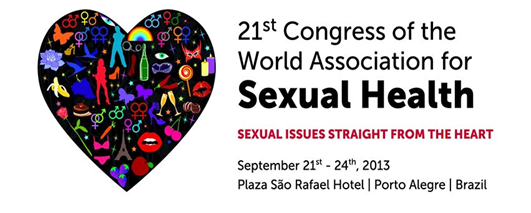 21st Congress of the
World Association for
Sexual Health
SEXUAL ISSUES STRAIGHT FROM THE HEART
September 21st - 24th, 2013
Plaza São Rafael Hotel | Porto Alegre | Brazil